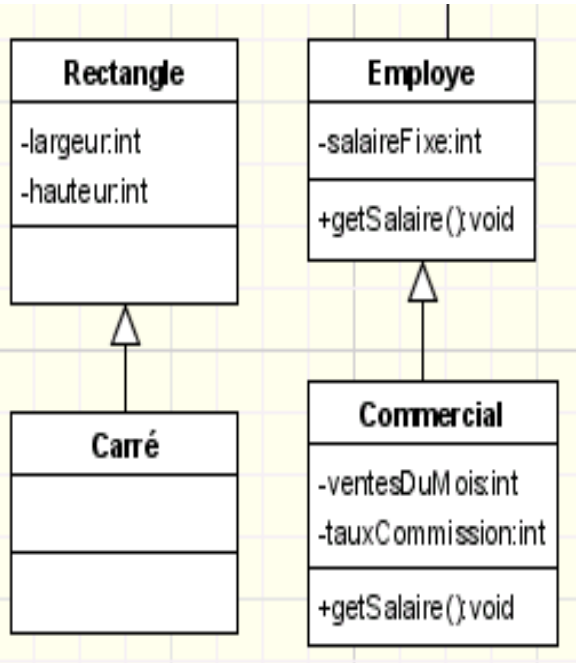 Rectangle
-largeur:int
-hauteur:int
Carré
Employe
-salaireFixe:int
+getSalaire():void
Commercial
-ventesDuMois:int
-tauxCommission:int
+getSalaire():void